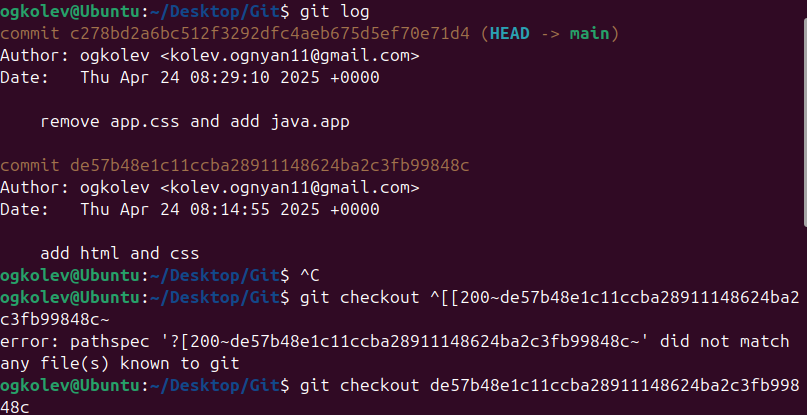 ogkolev@Ubuntu:~/Desktop/Git$ git log
commit c278bd2a6bc512f3292dfc4aeb675d5ef70e71d4 (HEAD -> main)
Author: ogkolev <kolev.ognyan11@gmail.com>
Date:   Thu Apr 24 08:29:10 2025 +0000
    remove app.css and add java.app
commit de57b48e1c11ccba28911148624ba2c3fb99848c
Author: ogkolev <kolev.ognyan11@gmail.com>
Date:   Thu Apr 24 08:14:55 2025 +0000
    add html and css
ogkolev@Ubuntu:~/Desktop/Git$ ^C
ogkolev@Ubuntu:~/Desktop/Git$ git checkout ^[[200~de57b48e1c11ccba28911148624ba2
c3fb99848c~
error: pathspec '?[200~de57b48e1c11ccba28911148624ba2c3fb99848c~' did not match
any file(s) known to git
ogkolev@Ubuntu:~/Desktop/Git$ git checkout de57b48e1c11ccba28911148624ba2c3fb998
48c